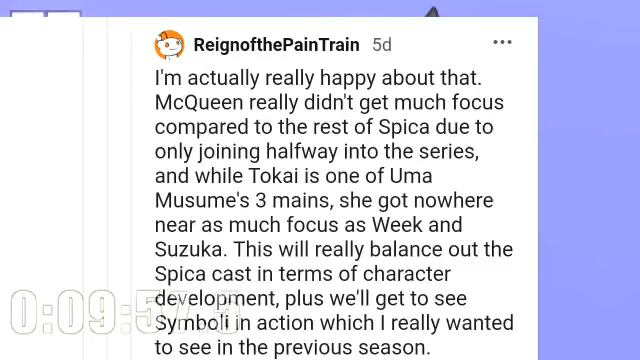 ReignofthePainTrain 5d •••
I'm actually really happy about that.
McQueen really didn't get much focus
compared to the rest of Spica due to
only joining halfway into the series,
and while Tokai is one of Uma
Musume's 3 mains, she got nowhere
near as much focus as Week and
Suzuka. This will really balance out the
Spica cast in terms of character
development, plus we'll get to see
Symboli in action which I really wanted
to see in the previous season.